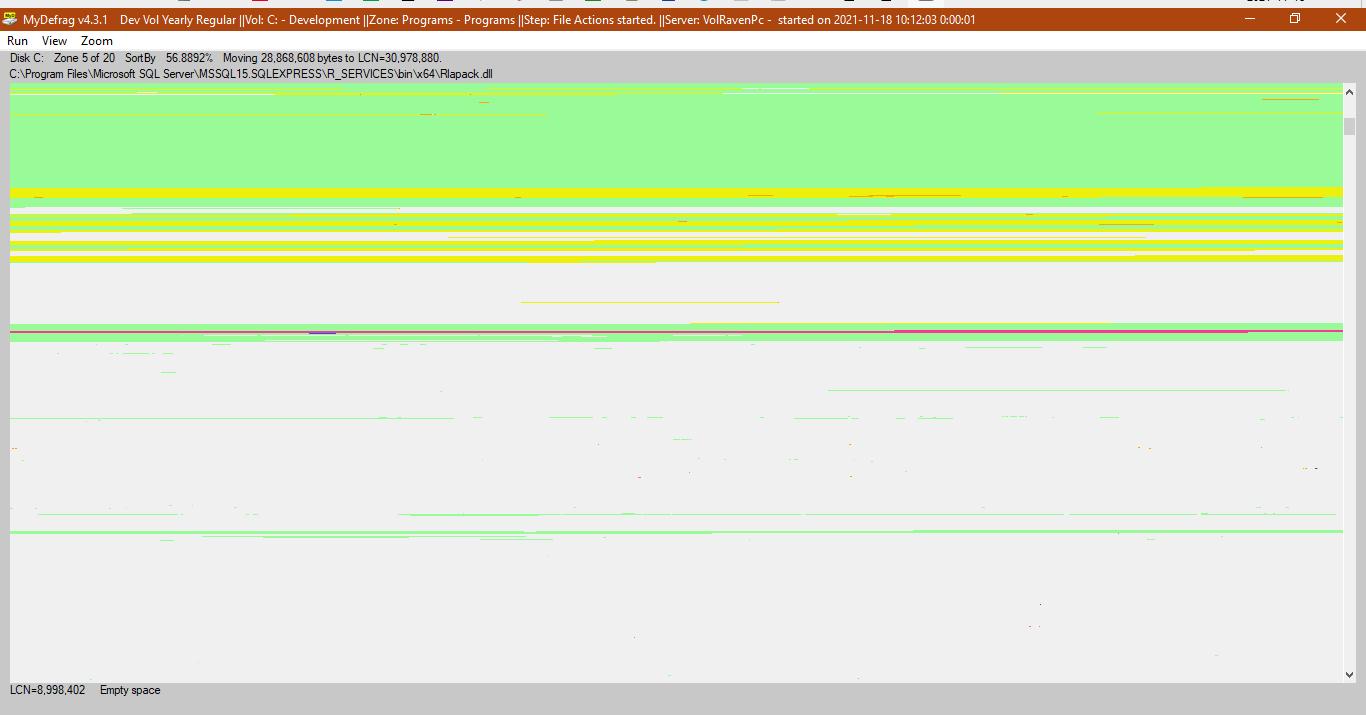 MyDefrag v4.3.1 Dev Vol Yearly Regular ||Vol: C: - Development ||Zone: Programs - Programs ||Step: File Actions started. ||Server: VolRavenPc - started on 2021-11-18 10:12:03 0:00:01
Run View Zoom
Disk C: Zone 5 of 20 SortBy 56.8892% Moving 28,868,608 bytes to LCN=30,978,880.
C:\Program Files\Microsoft SQL Server\MSSQL15.SQLEXPRESS\R_SERVICES\bin\x64\Rlapack.dll
LCN=8,998,402 Empty space